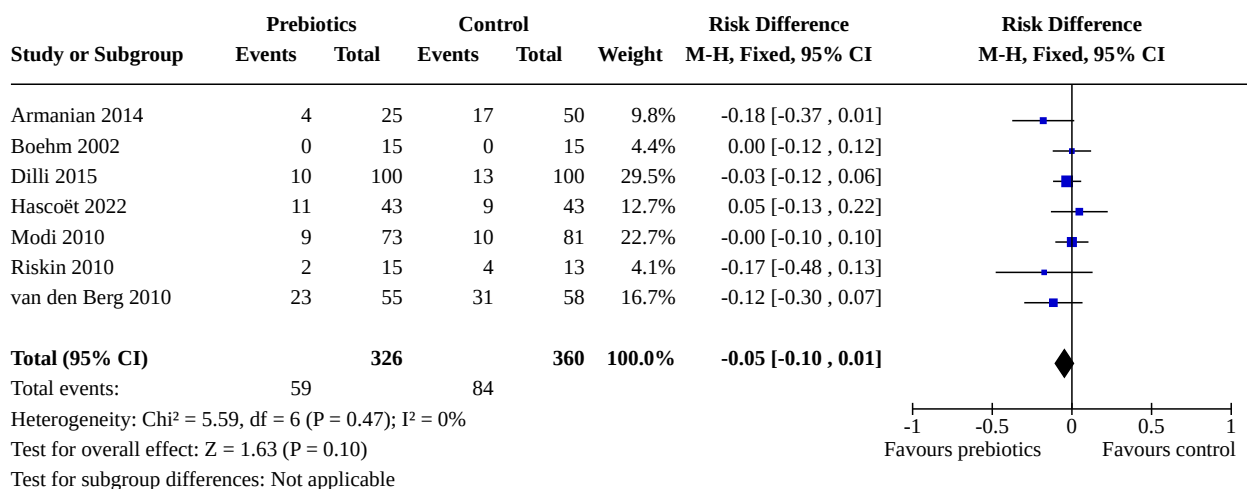 Prebiotics Control Risk Difference Risk Difference
Study or Subgroup Events Total Events Total Weight M-H, Fixed, 95% CI M-H, Fixed, 95% CI
Armanian 2014 4 25 17 50 9.8% -0.18 [-0.37 , 0.01]
Boehm 2002 0 15 0 15 4.4% 0.00 [-0.12 , 0.12]
Dilli 2015 10 100 13 100 29.5% -0.03 [-0.12 , 0.06]
Hascoët 2022 11 43 9 43 12.7% 0.05 [-0.13 , 0.22]
Modi 2010 9 73 10 81 22.7% -0.00 [-0.10 , 0.10]
Riskin 2010 2 15 4 13 4.1% -0.17 [-0.48 , 0.13]
van den Berg 2010 23 55 31 58 16.7% -0.12 [-0.30 , 0.07]
Total (95% CI) 326 360 100.0% -0.05 [-0.10 , 0.01]
Total events: 59 84
Heterogeneity: Chi² = 5.59, df = 6 (P = 0.47); I² = 0%
-1 -0.5 0 0.5 1
Test for overall effect: Z = 1.63 (P = 0.10) Favours prebiotics Favours control
Test for subgroup differences: Not applicable